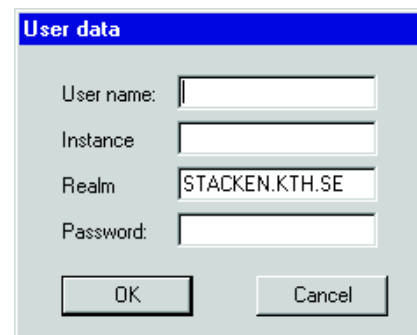 User data
User name:
Instance
Realm STACKEN.KTH.SE
Password:
OK Cancel